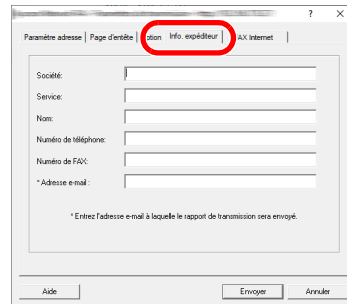 ? ×
Paramètre adresse Page d'entête Info. expéditeur AX Internet
Société:
Service:
Nom:
Numéro de téléphone:
Numéro de FAX:
* Adresse e-mail :
* Entrez l'adresse e-mail à laquelle le rapport de transmission sera envoyé.
Aide Envoyer Annuler